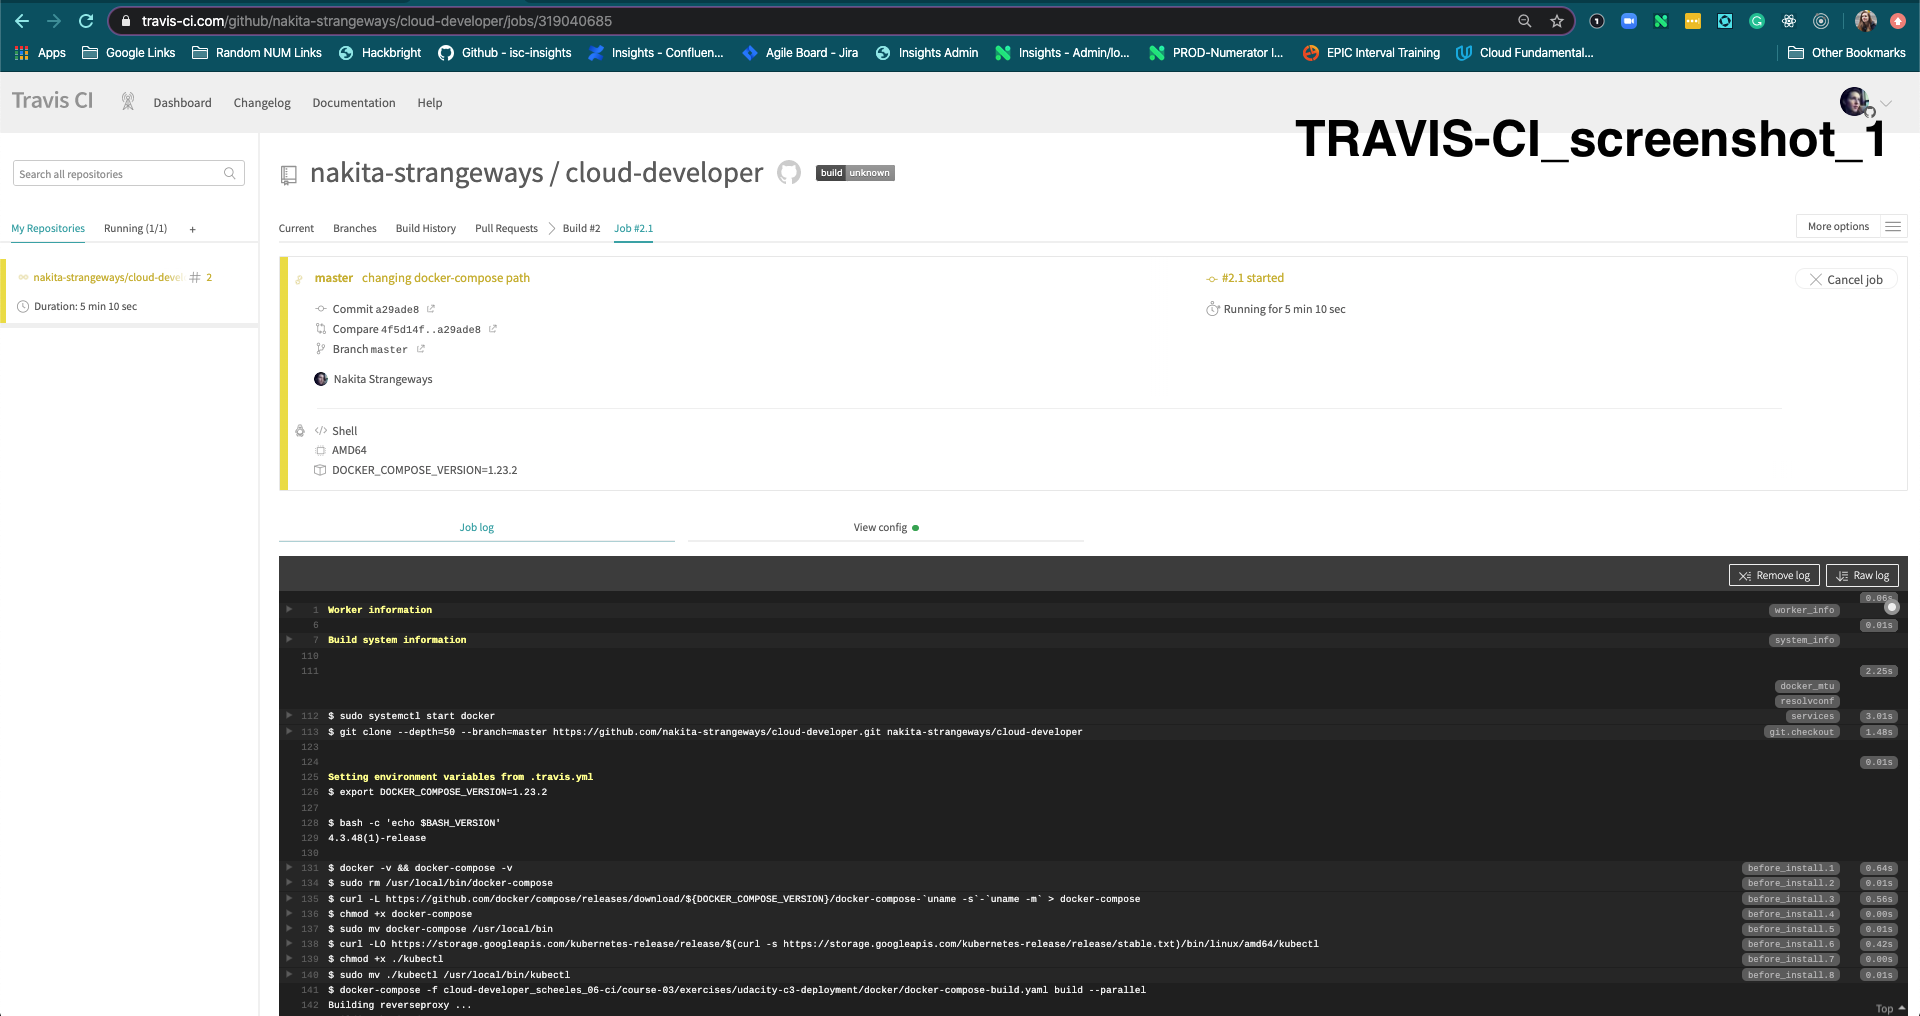 travis-ci.com/github/nakita-strangeways/cloud-developer/jobs/319040685
Apps Google Links Random NUM Links Hackbright Github - isc-insights Insights - Confluen... Agile Board - Jira Insights Admin Insights - Admin/lo... PROD-Numerator I... EPIC Interval Training Cloud Fundamental... Other Bookmarks
Travis CI Dashboard Changelog Documentation Help
TRAVIS-CI_screenshot_1
Search all repositories
nakita-strangeways / cloud-developer build unknown
My Repositories Running (1/1) +
Current Branches Build History Pull Requests Build #2 Job #2.1 More options
nakita-strangeways/cloud-devel # 2
Duration: 5 min 10 sec
master changing docker-compose path #2.1 started Cancel job
Commit a29ade8 Running for 5 min 10 sec
Compare 4f5d14f..a29ade8
Branch master
Nakita Strangeways
Shell
AMD64
DOCKER_COMPOSE_VERSION=1.23.2
Job log View config
Remove log Raw log
0.06s
1 Worker information worker_info
6 0.01s
7 Build system information system_info
110
111 2.25s
docker_mtu
resolvconf
112 $ sudo systemctl start docker services 3.01s
113 $ git clone --depth=50 --branch=master https://github.com/nakita-strangeways/cloud-developer.git nakita-strangeways/cloud-developer git.checkout 1.48s
123
124 0.01s
125 Setting environment variables from .travis.yml
126 $ export DOCKER_COMPOSE_VERSION=1.23.2
127
128 $ bash -c 'echo $BASH_VERSION'
129 4.3.48(1)-release
130
131 $ docker -v && docker-compose -v before_install.1 0.64s
134 $ sudo rm /usr/local/bin/docker-compose before_install.2 0.01s
135 $ curl -L https://github.com/docker/compose/releases/download/${DOCKER_COMPOSE_VERSION}/docker-compose-`uname -s`-`uname -m` > docker-compose before_install.3 0.56s
136 $ chmod +x docker-compose before_install.4 0.00s
137 $ sudo mv docker-compose /usr/local/bin before_install.5 0.01s
138 $ curl -LO https://storage.googleapis.com/kubernetes-release/release/$(curl -s https://storage.googleapis.com/kubernetes-release/release/stable.txt)/bin/linux/amd64/kubectl before_install.6 0.42s
139 $ chmod +x ./kubectl before_install.7 0.00s
140 $ sudo mv ./kubectl /usr/local/bin/kubectl before_install.8 0.01s
141 $ docker-compose -f cloud-developer_scheeles_06-ci/course-03/exercises/udacity-c3-deployment/docker/docker-compose-build.yaml build --parallel
142 Building reverseproxy ...
Top